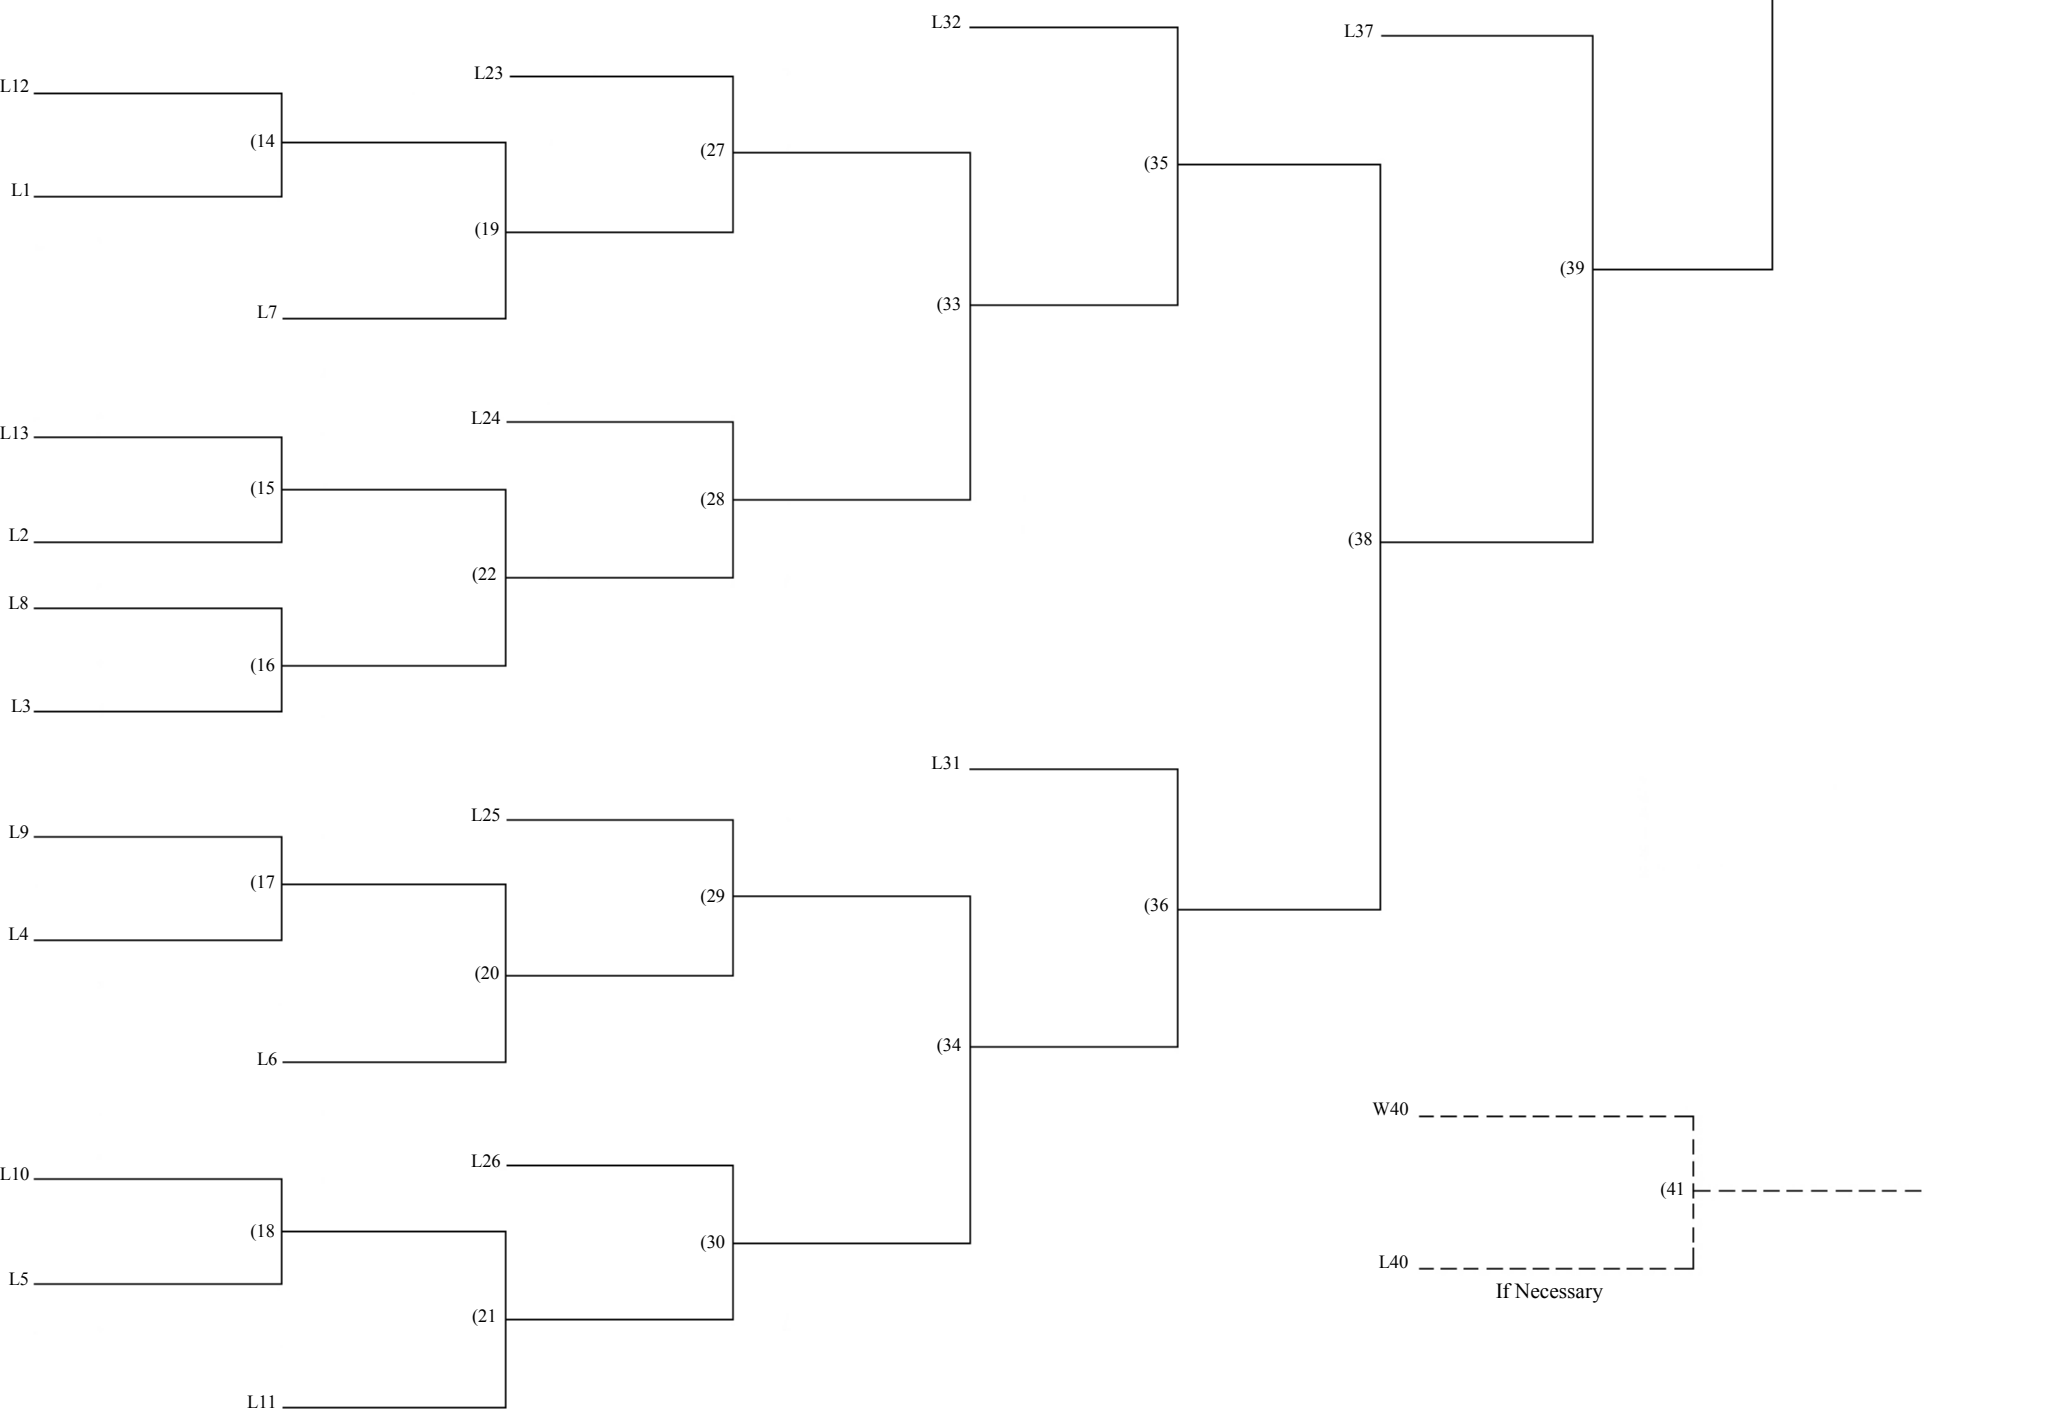 L32
L37
L23
L12
(14
(27
(35
L1
(19
(39
(33
L7
L24
L13
(15
(28
L2
(38
(22
L8
(16
L3
L31
L25
L9
(17
(29
(36
L4
(20
(34
L6
W40
L26
L10
(41
(18
(30
L40
L5
If Necessary
(21
L11